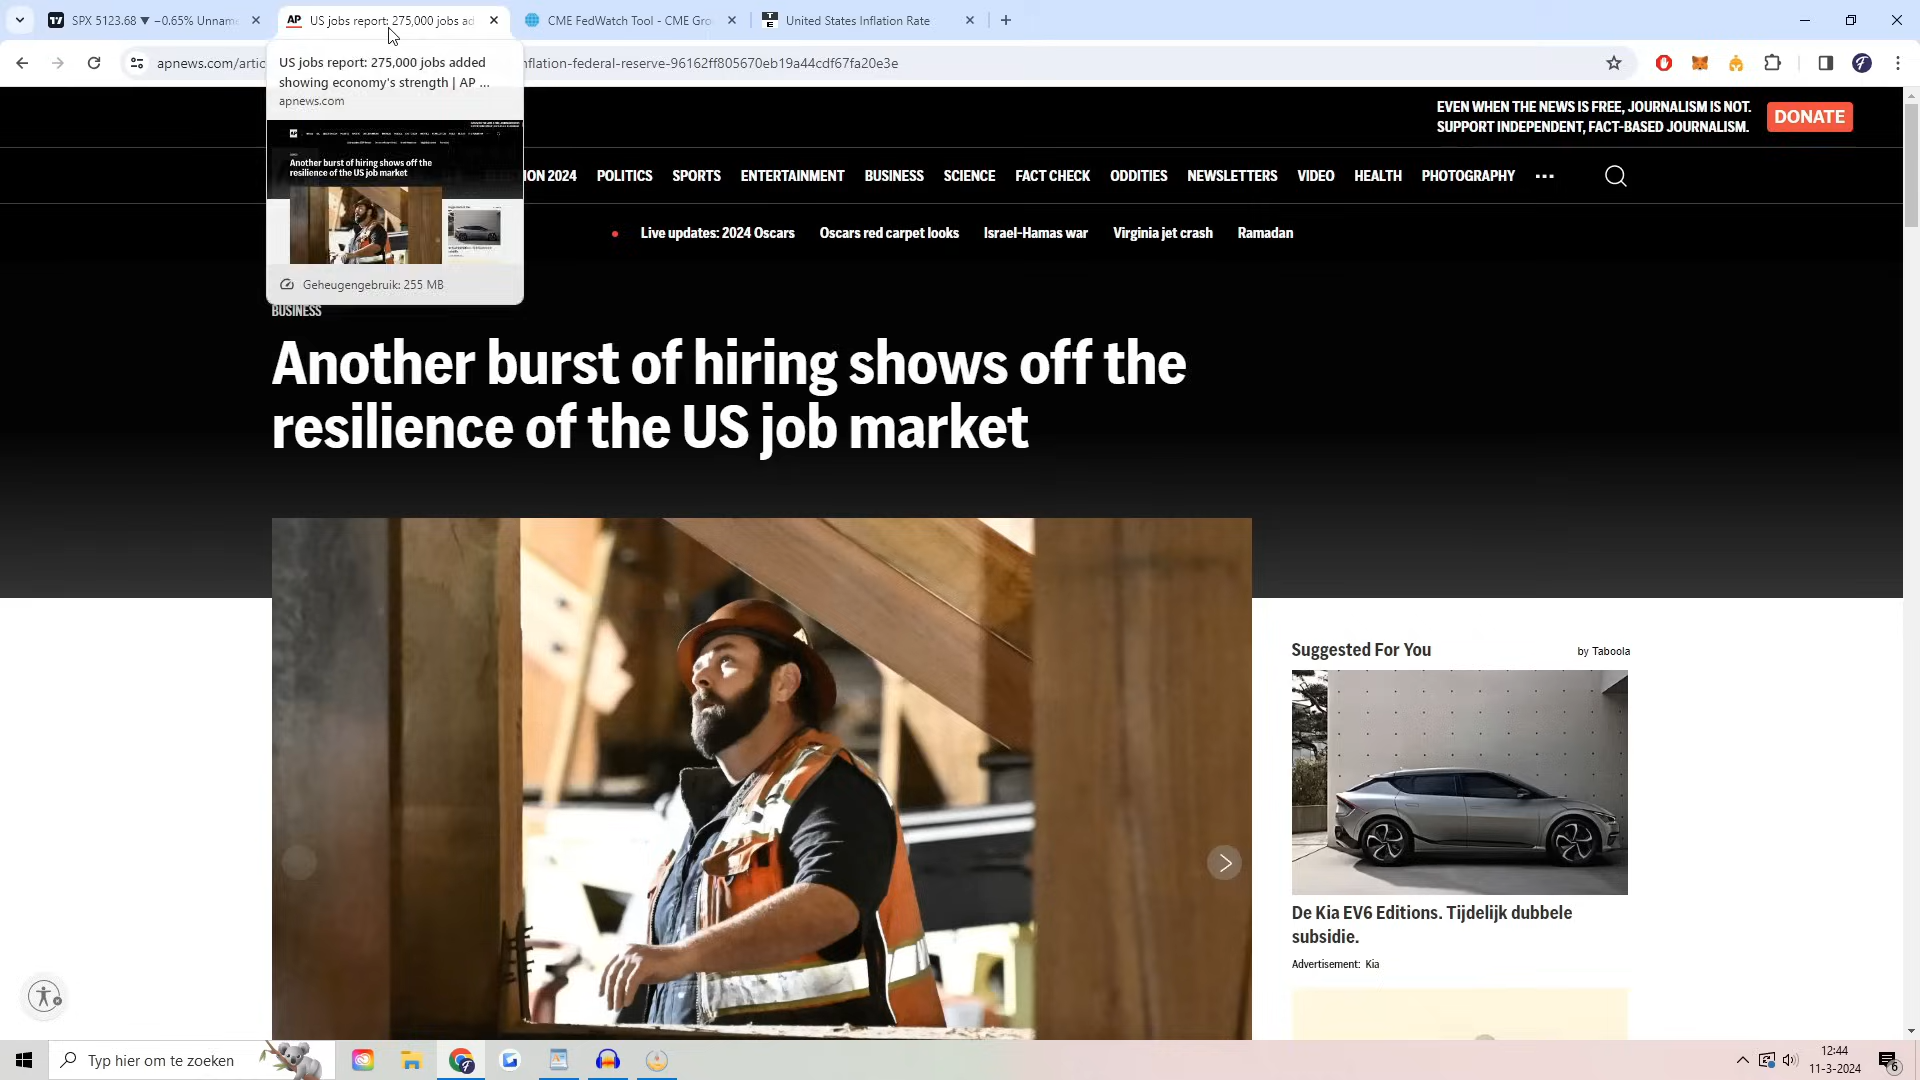 SPX 5123.68 ▼ −0.65% Unname
AP US jobs report: 275,000 jobs ad
CME FedWatch Tool - CME Gro
United States Inflation Rate
apnews.com/artic
nflation-federal-reserve-96162ff805670eb19a44cdf67fa20e3e
US jobs report: 275,000 jobs added
showing economy's strength | AP ...
apnews.com
Another burst of hiring shows off the
resilience of the US job market
Geheugengebruik: 255 MB
EVEN WHEN THE NEWS IS FREE, JOURNALISM IS NOT.
SUPPORT INDEPENDENT, FACT-BASED JOURNALISM.
DONATE
ION 2024 POLITICS SPORTS ENTERTAINMENT BUSINESS SCIENCE FACT CHECK ODDITIES NEWSLETTERS VIDEO HEALTH PHOTOGRAPHY ···
Live updates: 2024 Oscars Oscars red carpet looks Israel-Hamas war Virginia jet crash Ramadan
BUSINESS
Another burst of hiring shows off the
resilience of the US job market
Suggested For You
by Taboola
De Kia EV6 Editions. Tijdelijk dubbele
subsidie.
Advertisement: Kia
Typ hier om te zoeken
12:44
11-3-2024
6